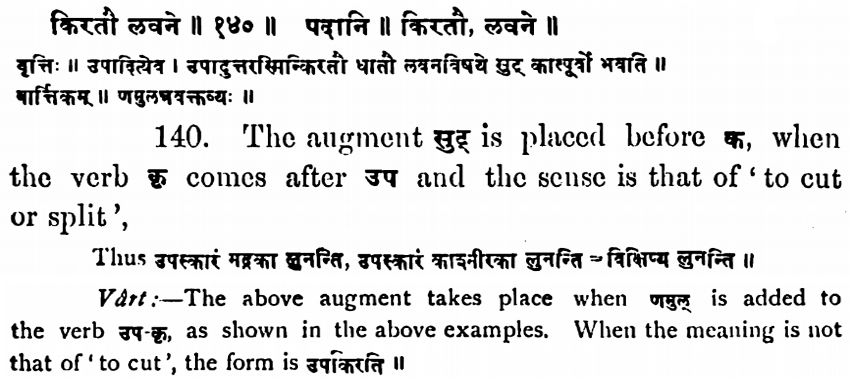 किरतौ लवने ॥ १४० ॥ पदानि ॥ किरतौ, लवने ॥
वृत्तिः ॥ उपादित्येव । उपादुत्तरस्मिन्किरतौ धातौ लवनविषये सुट् कात्पूर्वो भवति ॥
वार्त्तिकम् ॥ णमुलत्रवक्तव्यः ॥
140. The augment सुट् is placed before क, when
the verb कॄ comes after उप and the sense is that of ‘ to cut
or split ’,
Thus उपस्कारं मद्रका लुनन्ति, उपस्कारं काश्मीरका लुनन्ति = विक्षिप्य लुनन्ति ॥
Vârt :—The above augment takes place when णमुल् is added to
the verb उप-कॄ, as shown in the above examples. When the meaning is not
that of ‘ to cut ’, the form is उपकिरति ॥